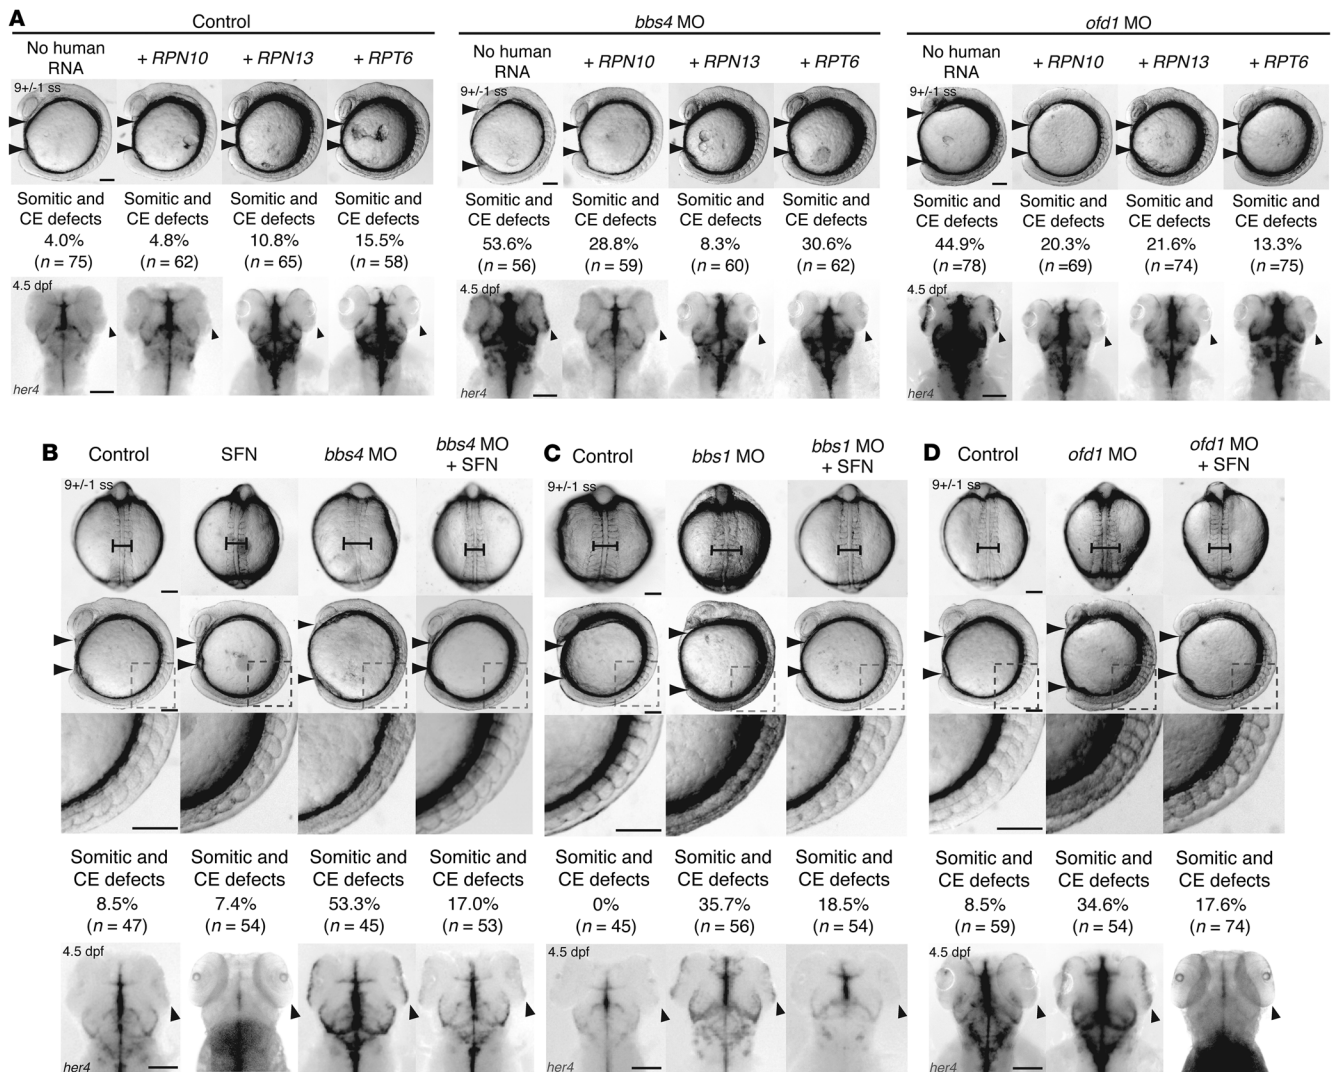 A
Control
No human
RNA
+ RPN10
+ RPN13
+ RPT6
9+/-1 ss
Somitic and
CE defects
4.0%
(n = 75)
Somitic and
CE defects
4.8%
(n = 62)
Somitic and
CE defects
10.8%
(n = 65)
Somitic and
CE defects
15.5%
(n = 58)
4.5 dpf
her4
bbs4 MO
No human
RNA
+ RPN10
+ RPN13
+ RPT6
9+/-1 ss
Somitic and
CE defects
53.6%
(n = 56)
Somitic and
CE defects
28.8%
(n = 59)
Somitic and
CE defects
8.3%
(n = 60)
Somitic and
CE defects
30.6%
(n = 62)
4.5 dpf
her4
ofd1 MO
No human
RNA
+ RPN10
+ RPN13
+ RPT6
9+/-1 ss
Somitic and
CE defects
44.9%
(n =78)
Somitic and
CE defects
20.3%
(n =69)
Somitic and
CE defects
21.6%
(n =74)
Somitic and
CE defects
13.3%
(n =75)
4.5 dpf
her4
B
Control
SFN
bbs4 MO
bbs4 MO
+ SFN
9+/-1 ss
Somitic and
CE defects
8.5%
(n = 47)
Somitic and
CE defects
7.4%
(n = 54)
Somitic and
CE defects
53.3%
(n = 45)
Somitic and
CE defects
17.0%
(n = 53)
4.5 dpf
her4
C
Control
bbs1 MO
bbs1 MO
+ SFN
9+/-1 ss
Somitic and
CE defects
0%
(n = 45)
Somitic and
CE defects
35.7%
(n = 56)
Somitic and
CE defects
18.5%
(n = 54)
4.5 dpf
her4
D
Control
ofd1 MO
ofd1 MO
+ SFN
9+/-1 ss
Somitic and
CE defects
8.5%
(n = 59)
Somitic and
CE defects
34.6%
(n = 54)
Somitic and
CE defects
17.6%
(n = 74)
4.5 dpf
her4